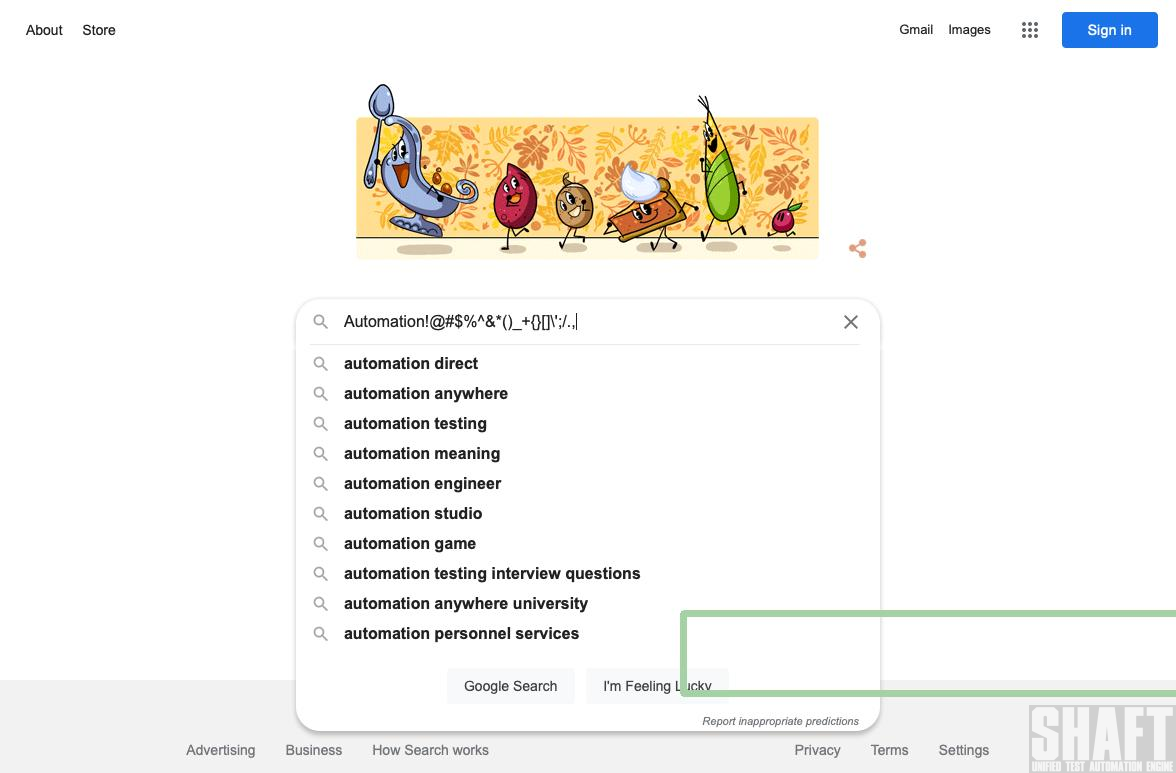 About Store Gmail Images Sign in
Automation!@#$%^&*()_+{}[]\';/.,
automation direct
automation anywhere
automation testing
automation meaning
automation engineer
automation studio
automation game
automation testing interview questions
automation anywhere university
automation personnel services
Google Search I'm Feeling Lucky
Report inappropriate predictions
Advertising Business How Search works Privacy Terms Settings
SHAFT
UNIFIED TEST AUTOMATION ENGINE